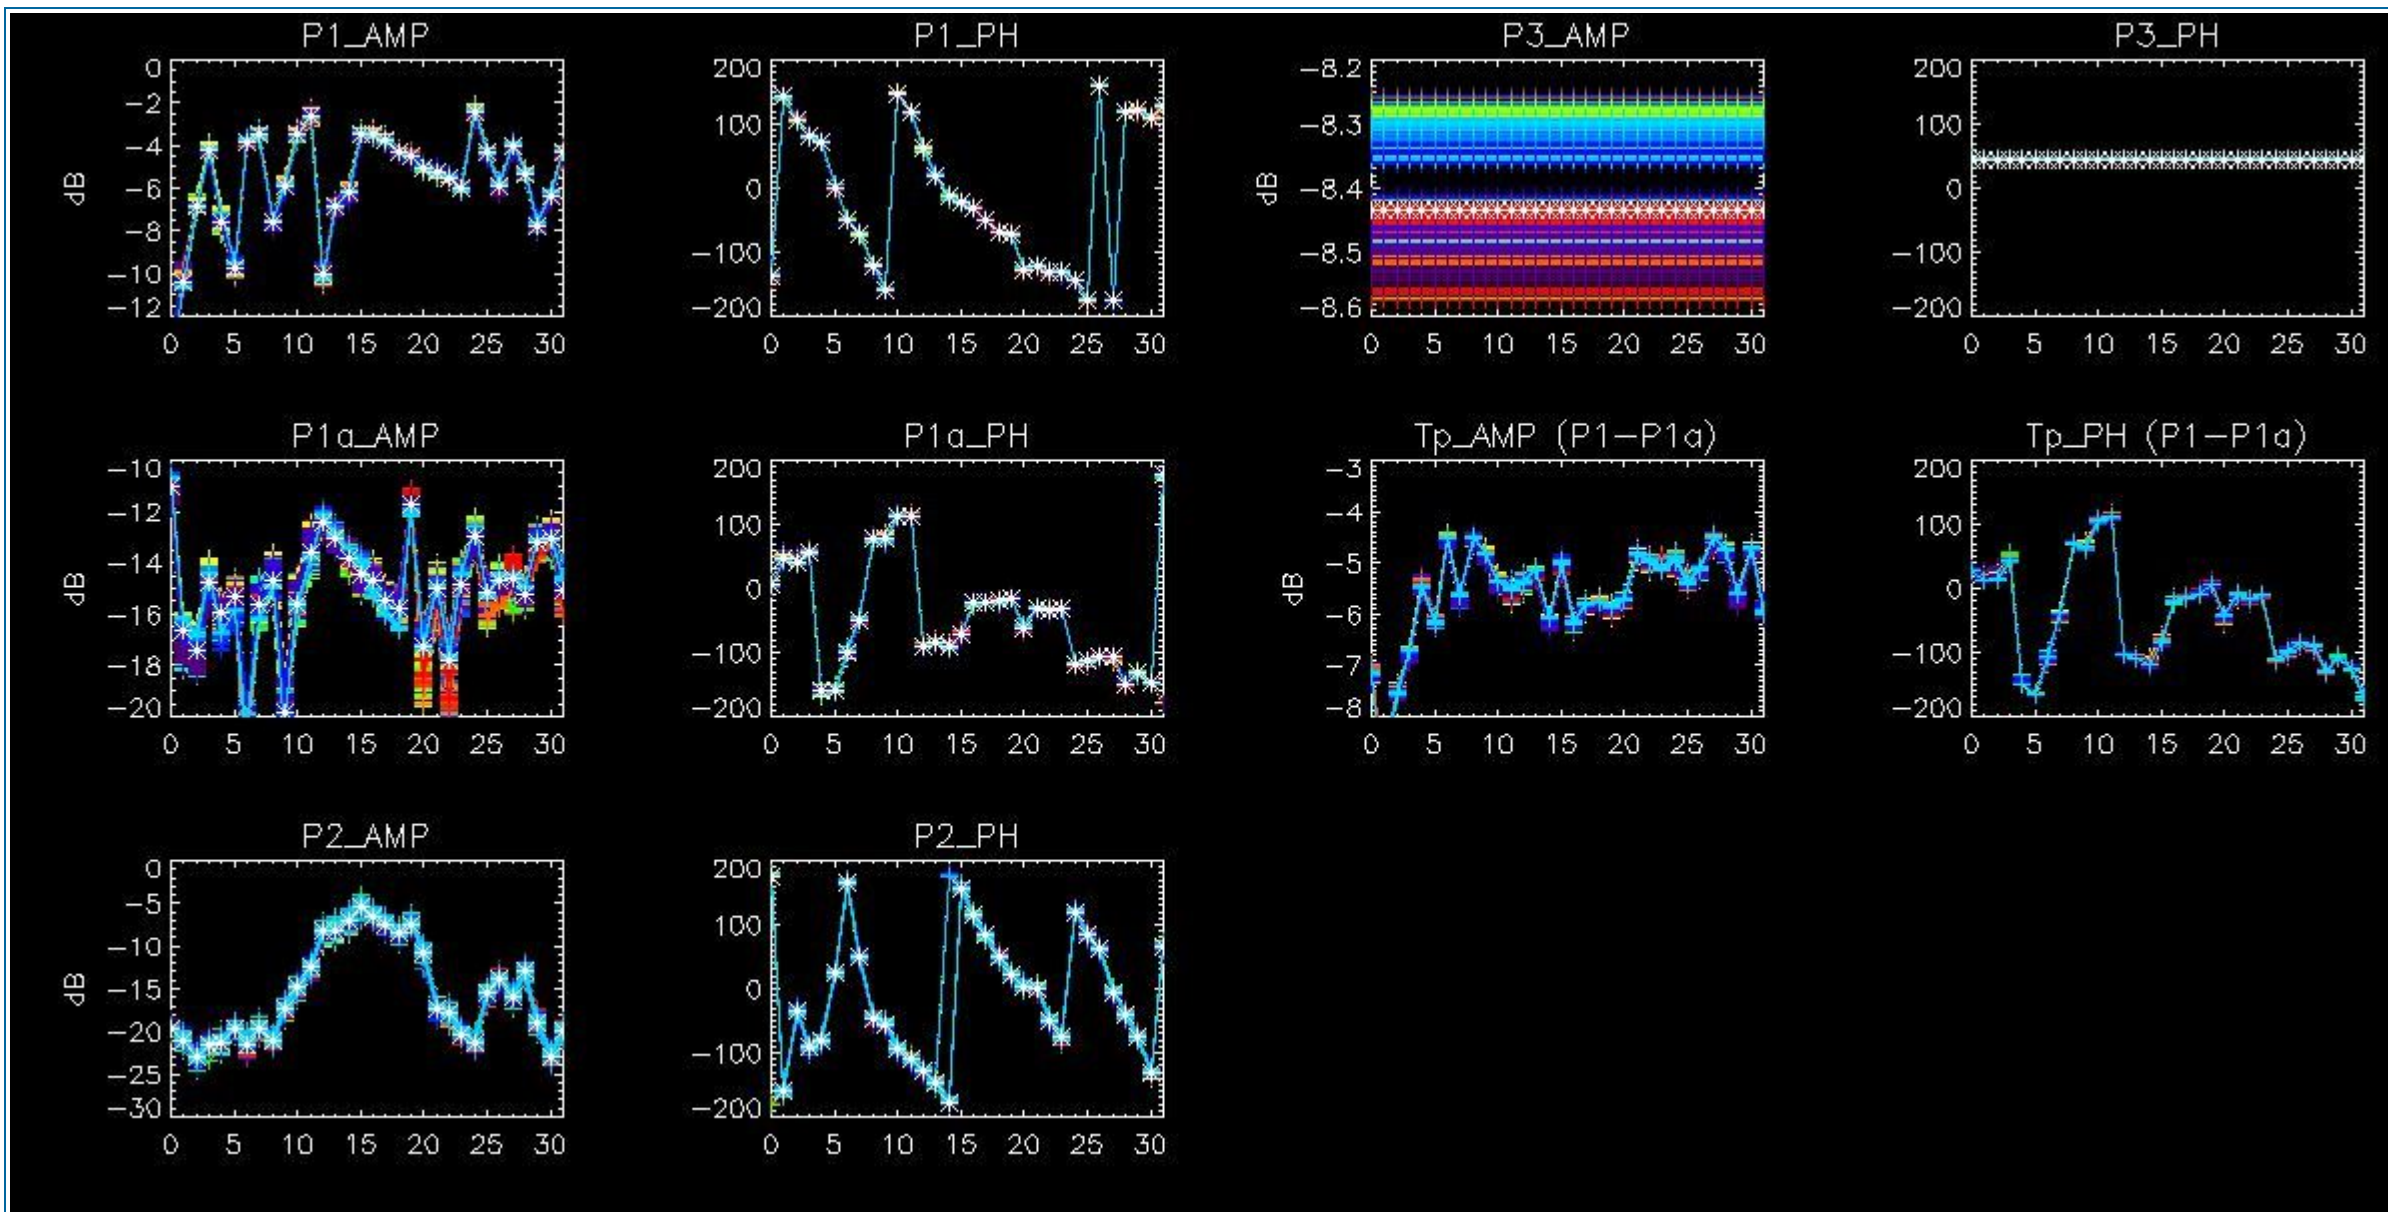 P1_AMP P1_PH P3_AMP P3_PH
0 200 -8.2 200
-2
100 -8.3 100
-4
dB -6 0 dB -8.4 0
-8
-100 -8.5 -100
-10
-12 -200 -8.6 -200
0 5 10 15 20 25 30 0 5 10 15 20 25 30 0 5 10 15 20 25 30 0 5 10 15 20 25 30
P1a_AMP P1a_PH Tp_AMP (P1-P1a) Tp_PH (P1-P1a)
-10 200 -3 200
-12 100 -4 100
-14 -5
dB 0 dB 0
-16 -6
-18 -100 -7 -100
-20 -200 -8 -200
0 5 10 15 20 25 30 0 5 10 15 20 25 30 0 5 10 15 20 25 30 0 5 10 15 20 25 30
P2_AMP P2_PH
0 200
-5 100
-10
dB -15 0
-20 -100
-25
-30 -200
0 5 10 15 20 25 30 0 5 10 15 20 25 30